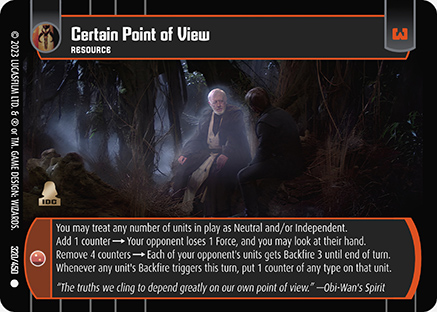 Certain Point of View
RESOURCE
3
© 2023 LUCASFILM LTD. & ® or TM. GAME DESIGN: WIZARDS.
IDC
You may treat any number of units in play as Neutral and/or Independent.
Add 1 counter → Your opponent loses 1 Force, and you may look at their hand.
Remove 4 counters → Each of your opponent's units gets Backfire 3 until end of turn.
Whenever any unit's Backfire triggers this turn, put 1 counter of any type on that unit.
"The truths we cling to depend greatly on our own point of view." —Obi-Wan's Spirit